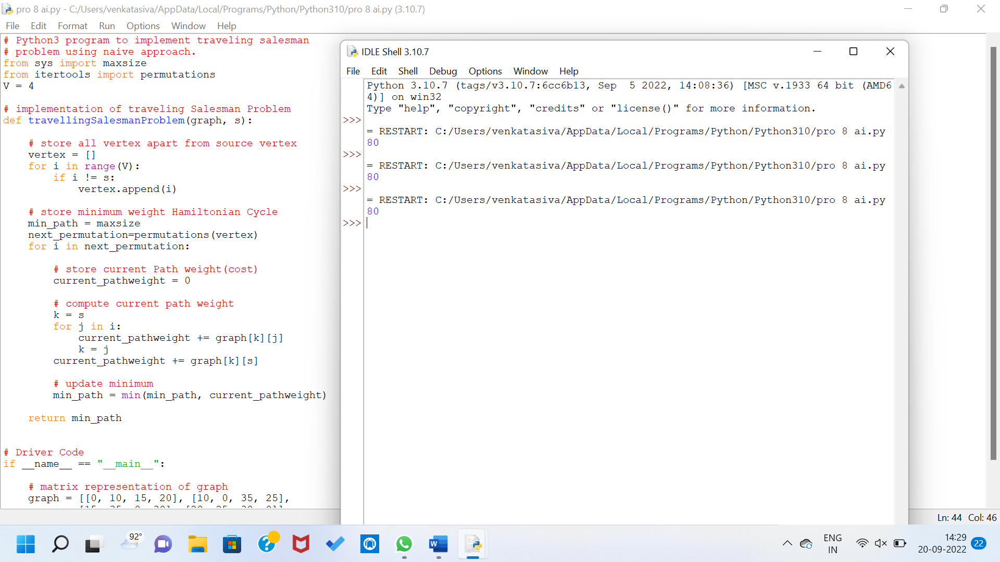 pro 8 ai.py - C:/Users/venkatasiva/AppData/Local/Programs/Python/Python310/pro 8 ai.py (3.10.7)
File Edit Format Run Options Window Help
# Python3 program to implement traveling salesman
# problem using naive approach.
from sys import maxsize
from itertools import permutations
V = 4
# implementation of traveling Salesman Problem
def travellingSalesmanProblem(graph, s):
# store all vertex apart from source vertex
vertex = []
for i in range(V):
if i != s:
vertex.append(i)
# store minimum weight Hamiltonian Cycle
min_path = maxsize
next_permutation=permutations(vertex)
for i in next_permutation:
# store current Path weight(cost)
current_pathweight = 0
# compute current path weight
k = s
for j in i:
current_pathweight += graph[k][j]
k = j
current_pathweight += graph[k][s]
# update minimum
min_path = min(min_path, current_pathweight)
return min_path
# Driver Code
if __name__ == "__main__":
# matrix representation of graph
graph = [[0, 10, 15, 20], [10, 0, 35, 25],
IDLE Shell 3.10.7
File Edit Shell Debug Options Window Help
Python 3.10.7 (tags/v3.10.7:6cc6b13, Sep  5 2022, 14:08:36) [MSC v.1933 64 bit (AMD6
4)] on win32
Type "help", "copyright", "credits" or "license()" for more information.
>>>
= RESTART: C:/Users/venkatasiva/AppData/Local/Programs/Python/Python310/pro 8 ai.py
80
>>>
= RESTART: C:/Users/venkatasiva/AppData/Local/Programs/Python/Python310/pro 8 ai.py
80
>>>
= RESTART: C:/Users/venkatasiva/AppData/Local/Programs/Python/Python310/pro 8 ai.py
80
>>>
Ln: 44 Col: 46
92°
W
ENG
IN
14:29
20-09-2022
22